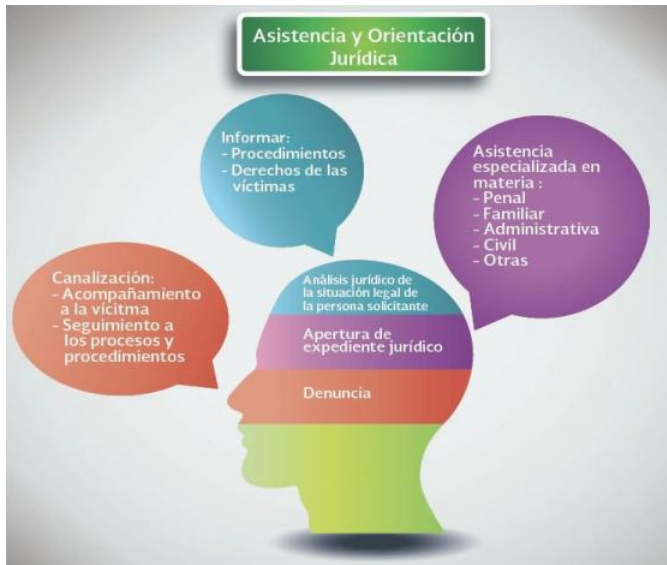 Asistencia y Orientación
Jurídica
Informar:
- Procedimientos
- Derechos de las
víctimas
Asistencia
especializada en
materia :
- Penal
- Familiar
- Administrativa
- Civil
- Otras
Canalización:
- Acompañamiento
a la vícitma
- Seguimiento a
los procesos y
procedimientos
Análisis jurídico de
la situación legal de
la persona solicitante
Apertura de
expediente jurídico
Denuncia